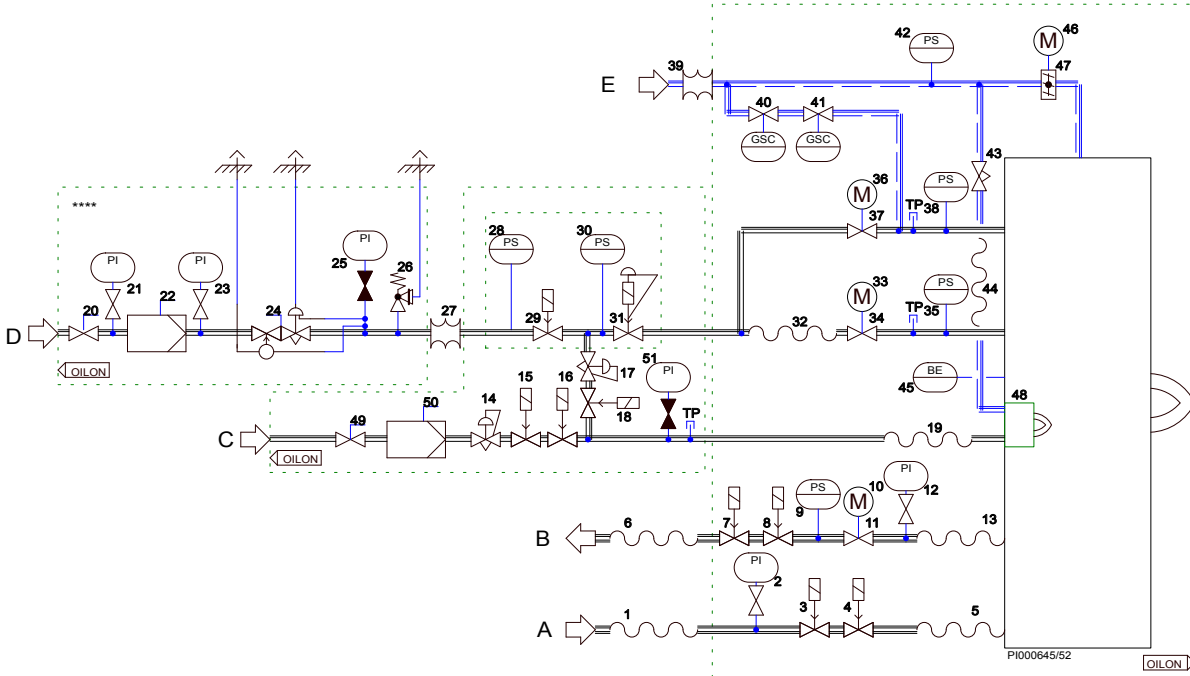 42
PS
46
M
39
47
E
40
41
GSC
GSC
43
36
M
PS
37
TP
38
****
28
PS
30
PS
PI
25
26
PI
21
PI
23
33
M
PS
44
20
22
24
27
29
31
32
34
TP
35
D
OILON
51
PI
17
BE
45
15
16
18
14
50
49
TP
48
C
19
OILON
PI
12
10
M
PS
9
6
7
8
11
13
B
PI
2
3
4
1
5
A
PI000645/52
OILON